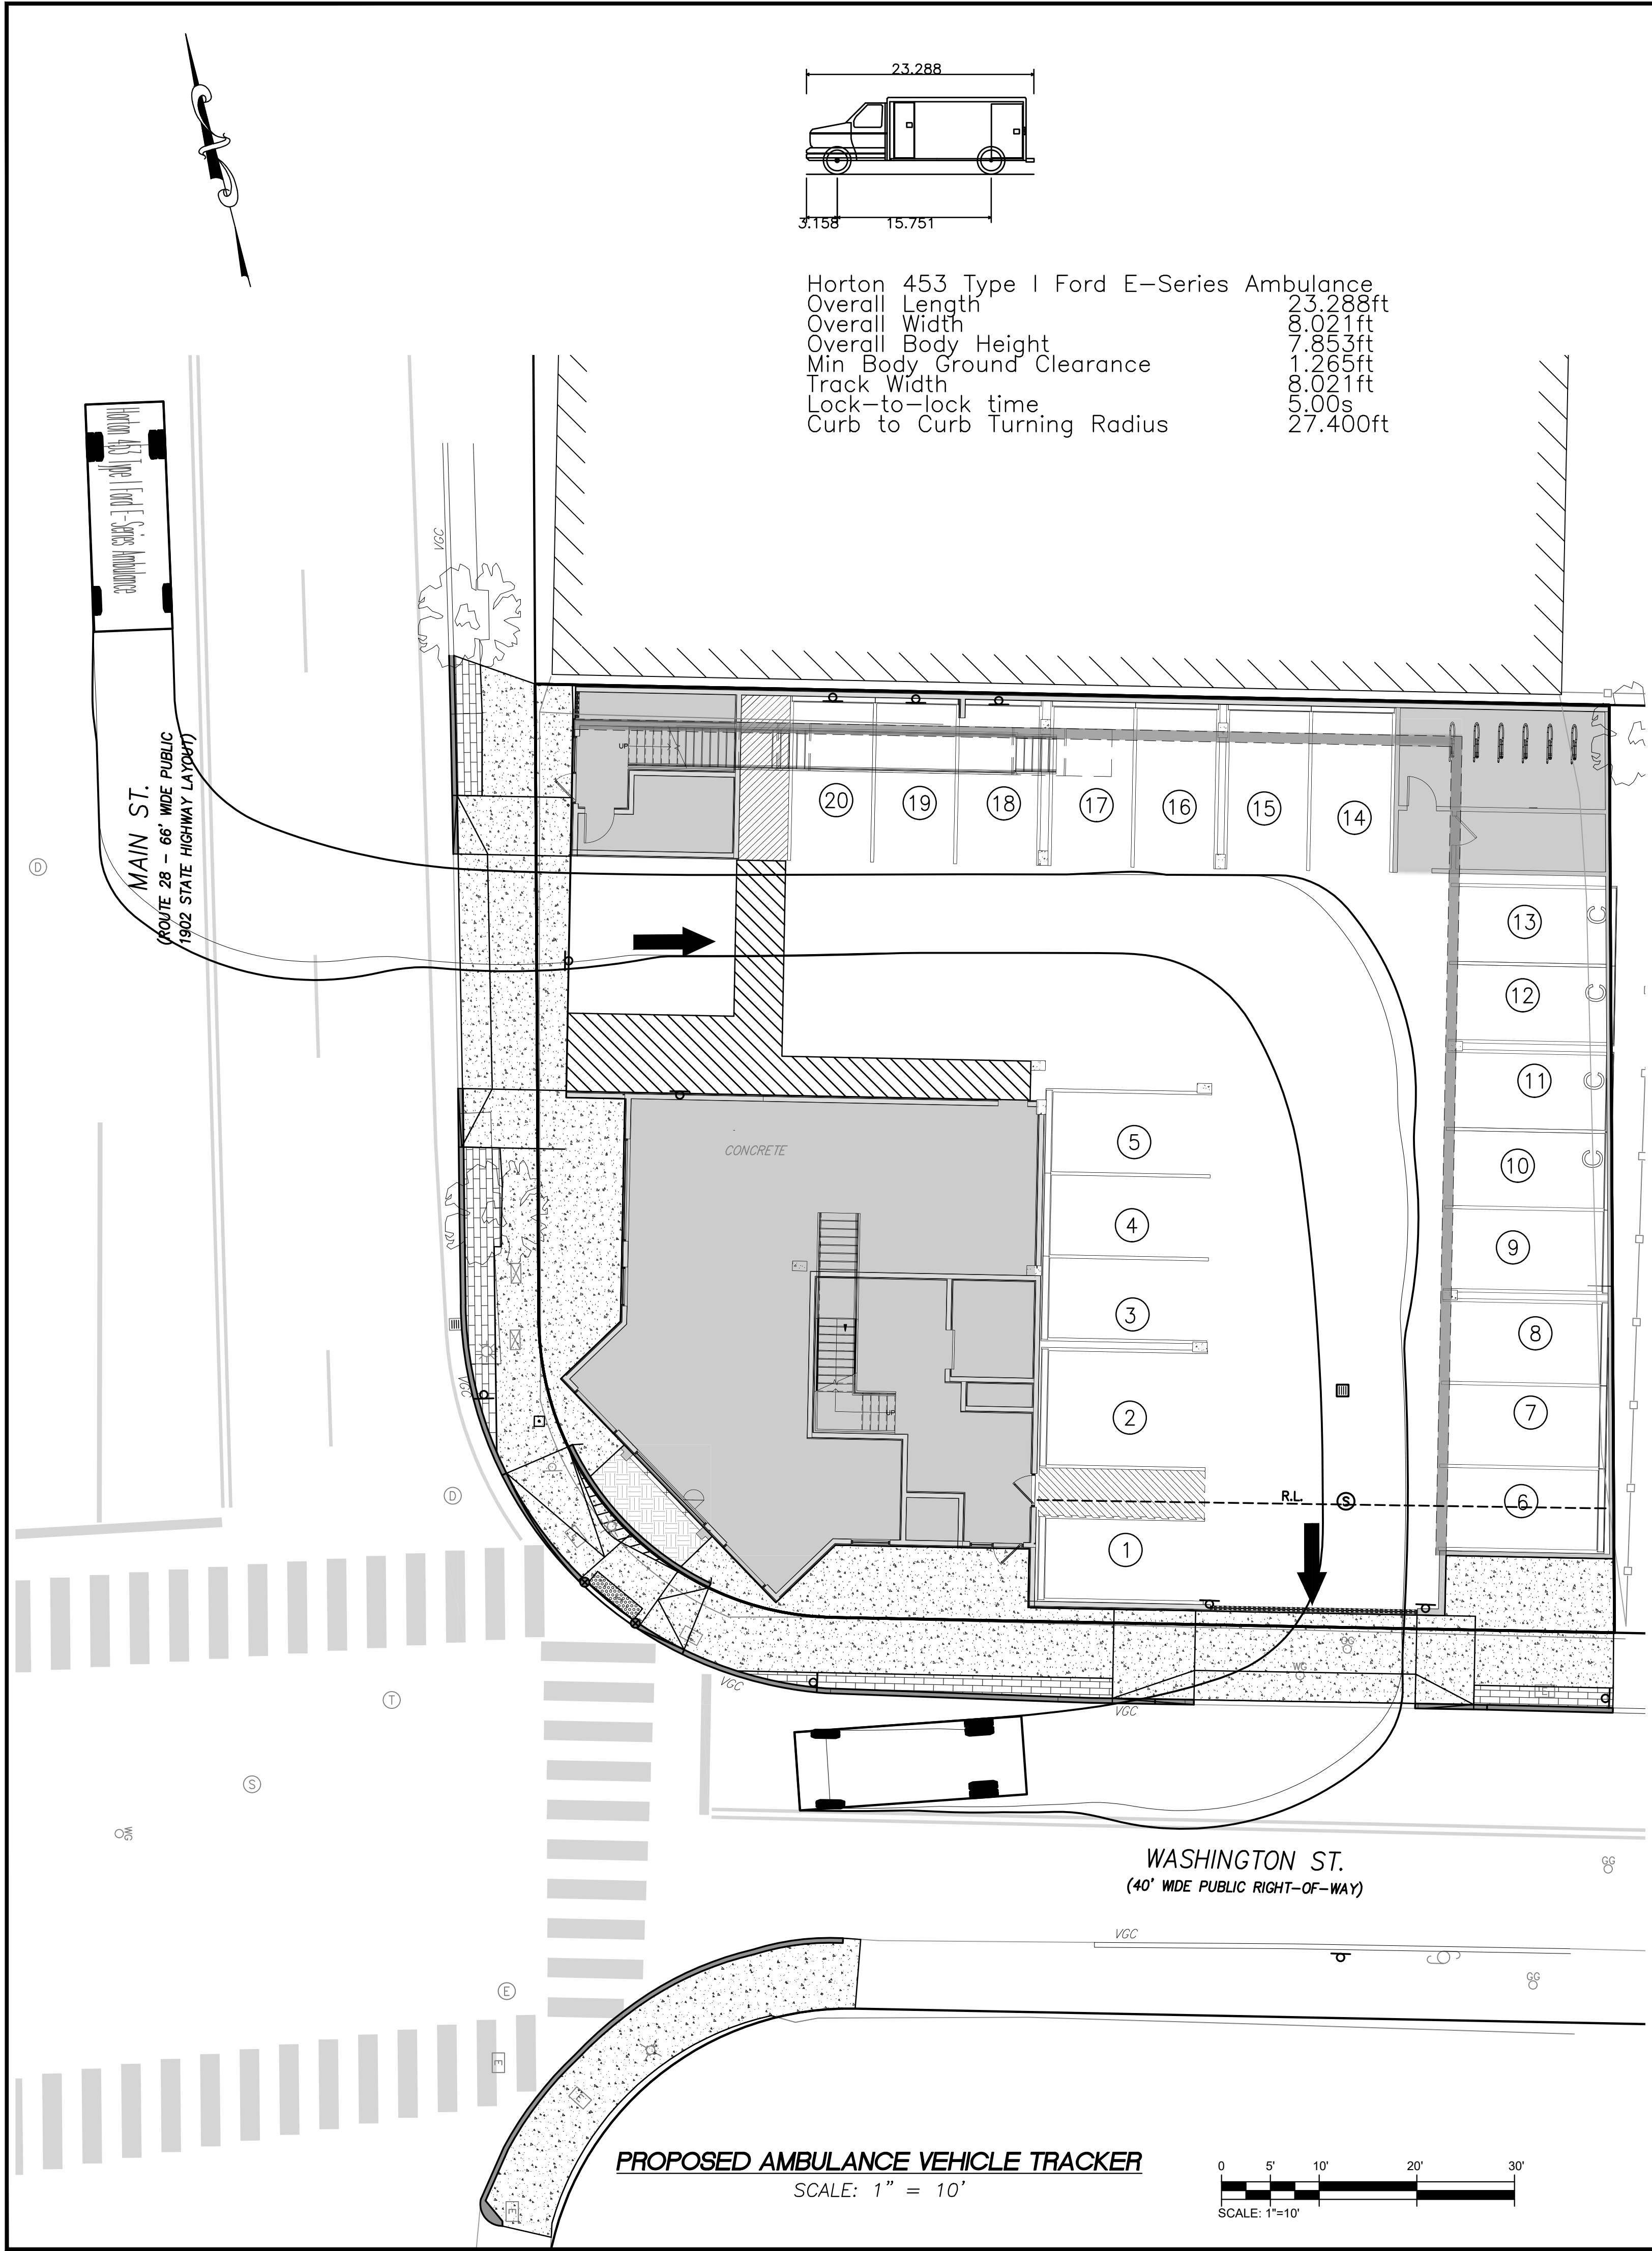 23.288
3.158 15.751
Horton 453 Type I Ford E-Series Ambulance
Overall Length 23.288ft
Overall Width 8.021ft
Overall Body Height 7.853ft
Min Body Ground Clearance 1.265ft
Track Width 8.021ft
Lock-to-lock time 5.00s
Curb to Curb Turning Radius 27.400ft
Horton 453 Type I Ford E-Series Ambulance
VGC
MAIN ST.
(ROUTE 28 - 66' WIDE PUBLIC
1902 STATE HIGHWAY LAYOUT)
D
UP
20
19
18
17
16
15
14
13
C
12
C
11
C
10
C
9
8
7
6
5
4
3
2
1
CONCRETE
UP
R.L.
S
VGC
D
T
S
WG
E
VGC
VGC
GG
WG
E
WASHINGTON ST.
(40' WIDE PUBLIC RIGHT-OF-WAY)
GG
VGC
GG
E
E
E
PROPOSED AMBULANCE VEHICLE TRACKER
SCALE: 1" = 10'
0 5' 10' 20' 30'
SCALE: 1"=10'